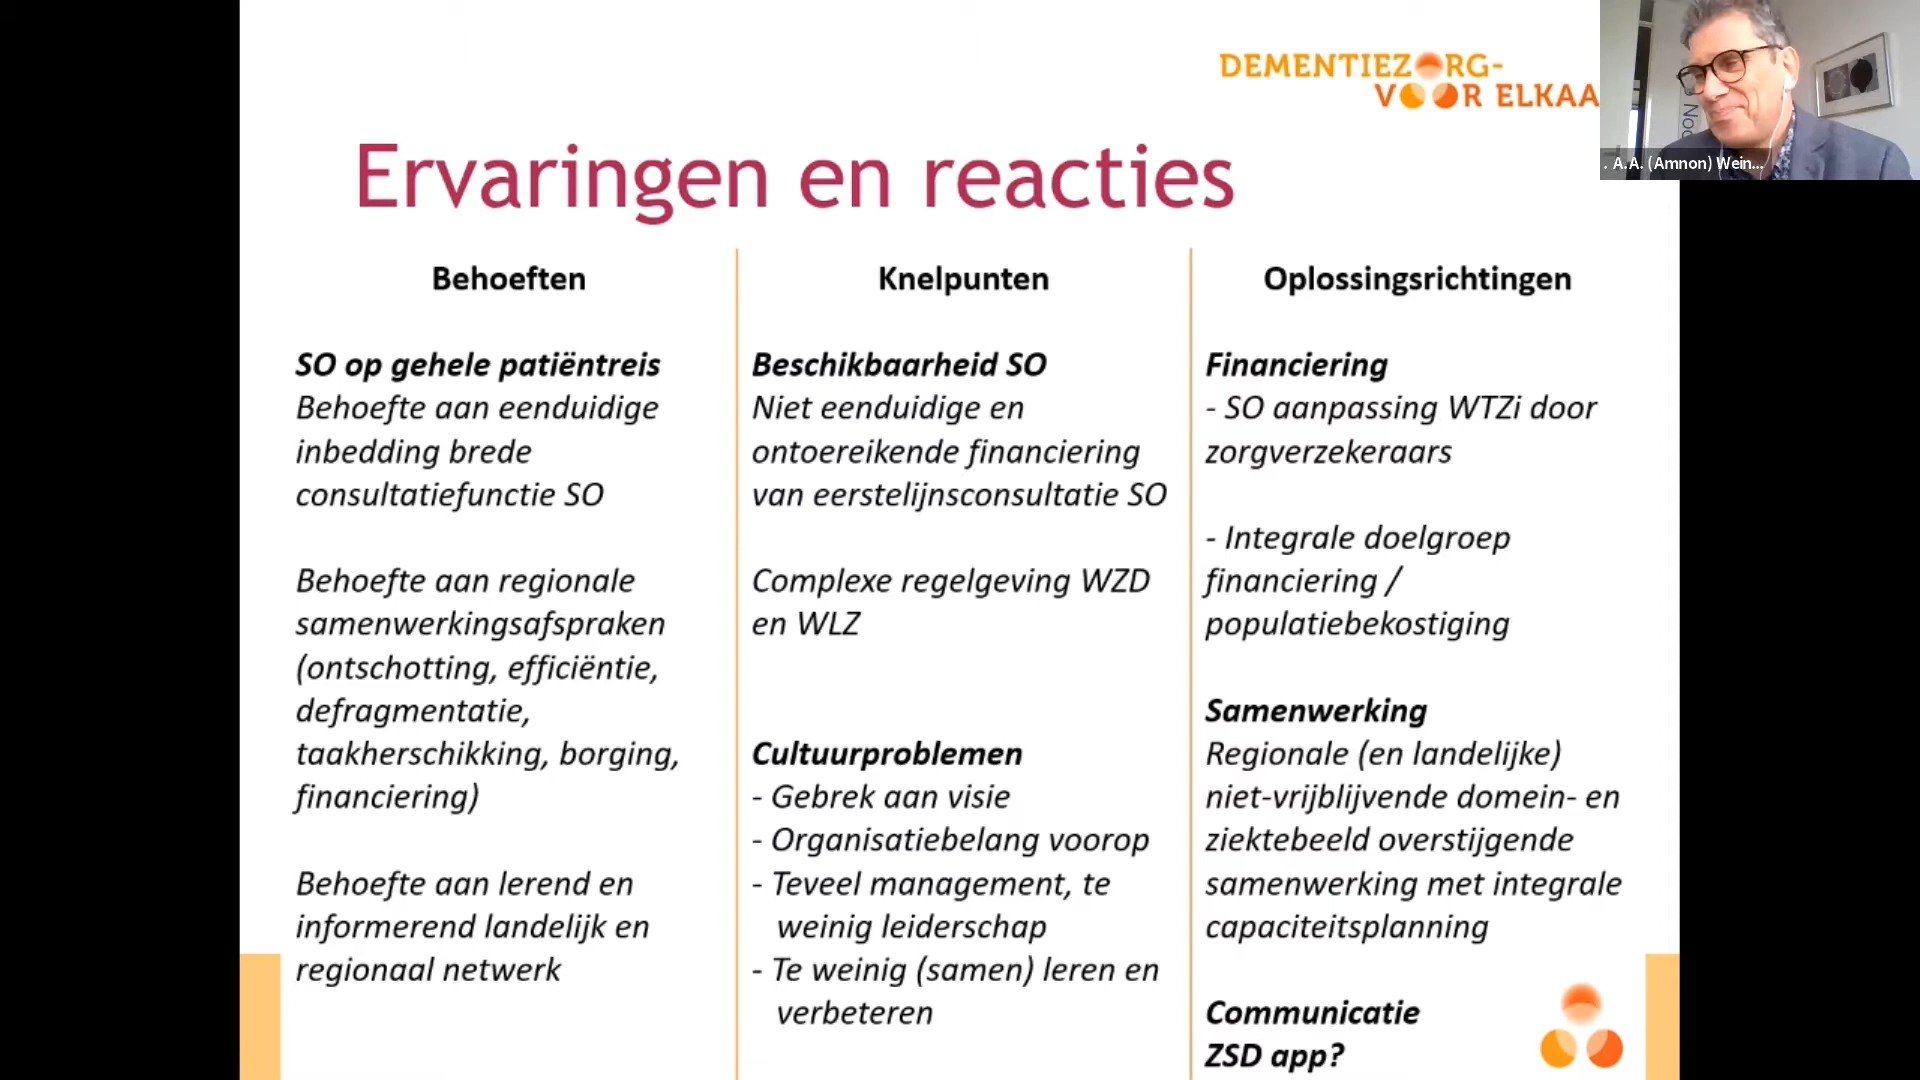 DEMENTIEZORG-
VOOR ELKAA
. A.A. (Amnon) Wein...
Ervaringen en reacties
Behoeften
SO op gehele patiëntreis
Behoefte aan eenduidige
inbedding brede
consultatiefunctie SO
Behoefte aan regionale
samenwerkingsafspraken
(ontschotting, efficiëntie,
defragmentatie,
taakherschikking, borging,
financiering)
Behoefte aan lerend en
informerend landelijk en
regionaal netwerk
Knelpunten
Beschikbaarheid SO
Niet eenduidige en
ontoereikende financiering
van eerstelijnsconsultatie SO
Complexe regelgeving WZD
en WLZ
Cultuurproblemen
- Gebrek aan visie
- Organisatiebelang voorop
- Teveel management, te
weinig leiderschap
- Te weinig (samen) leren en
verbeteren
Oplossingsrichtingen
Financiering
- SO aanpassing WTZi door
zorgverzekeraars
- Integrale doelgroep
financiering /
populatiebekostiging
Samenwerking
Regionale (en landelijke)
niet-vrijblijvende domein- en
ziektebeeld overstijgende
samenwerking met integrale
capaciteitsplanning
Communicatie
ZSD app?